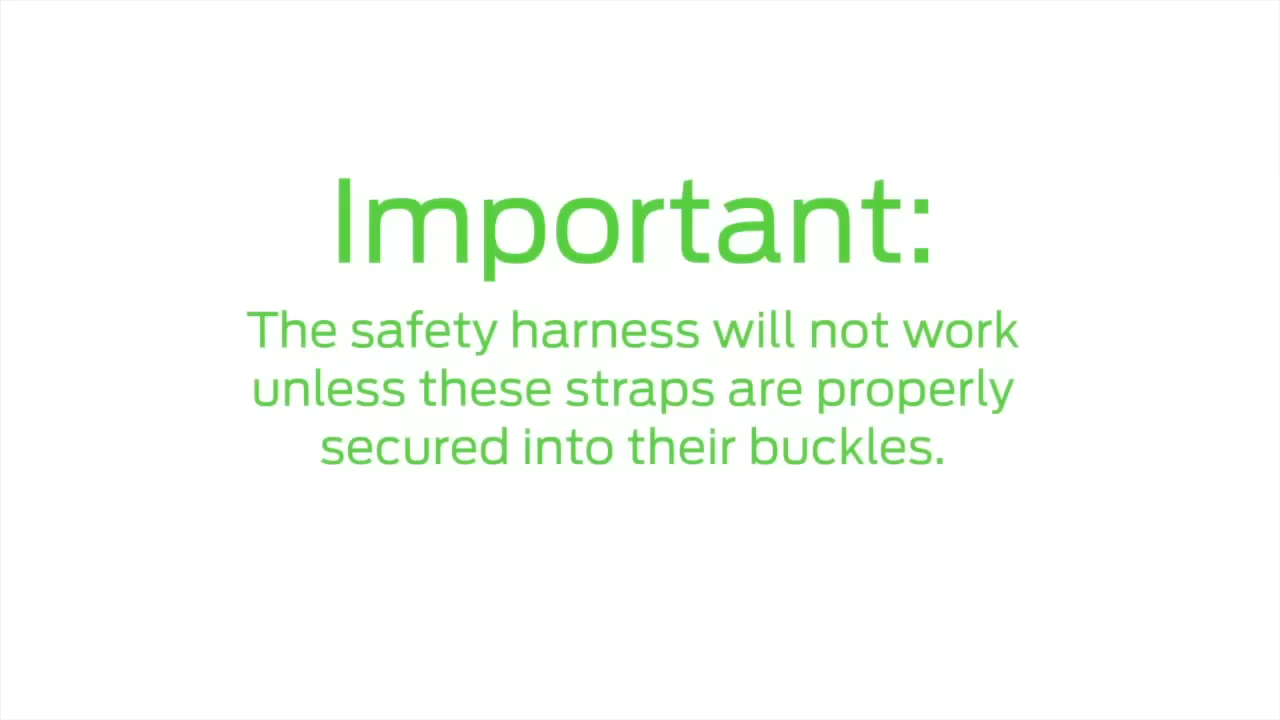 Important:
The safety harness will not work
unless these straps are properly
secured into their buckles.